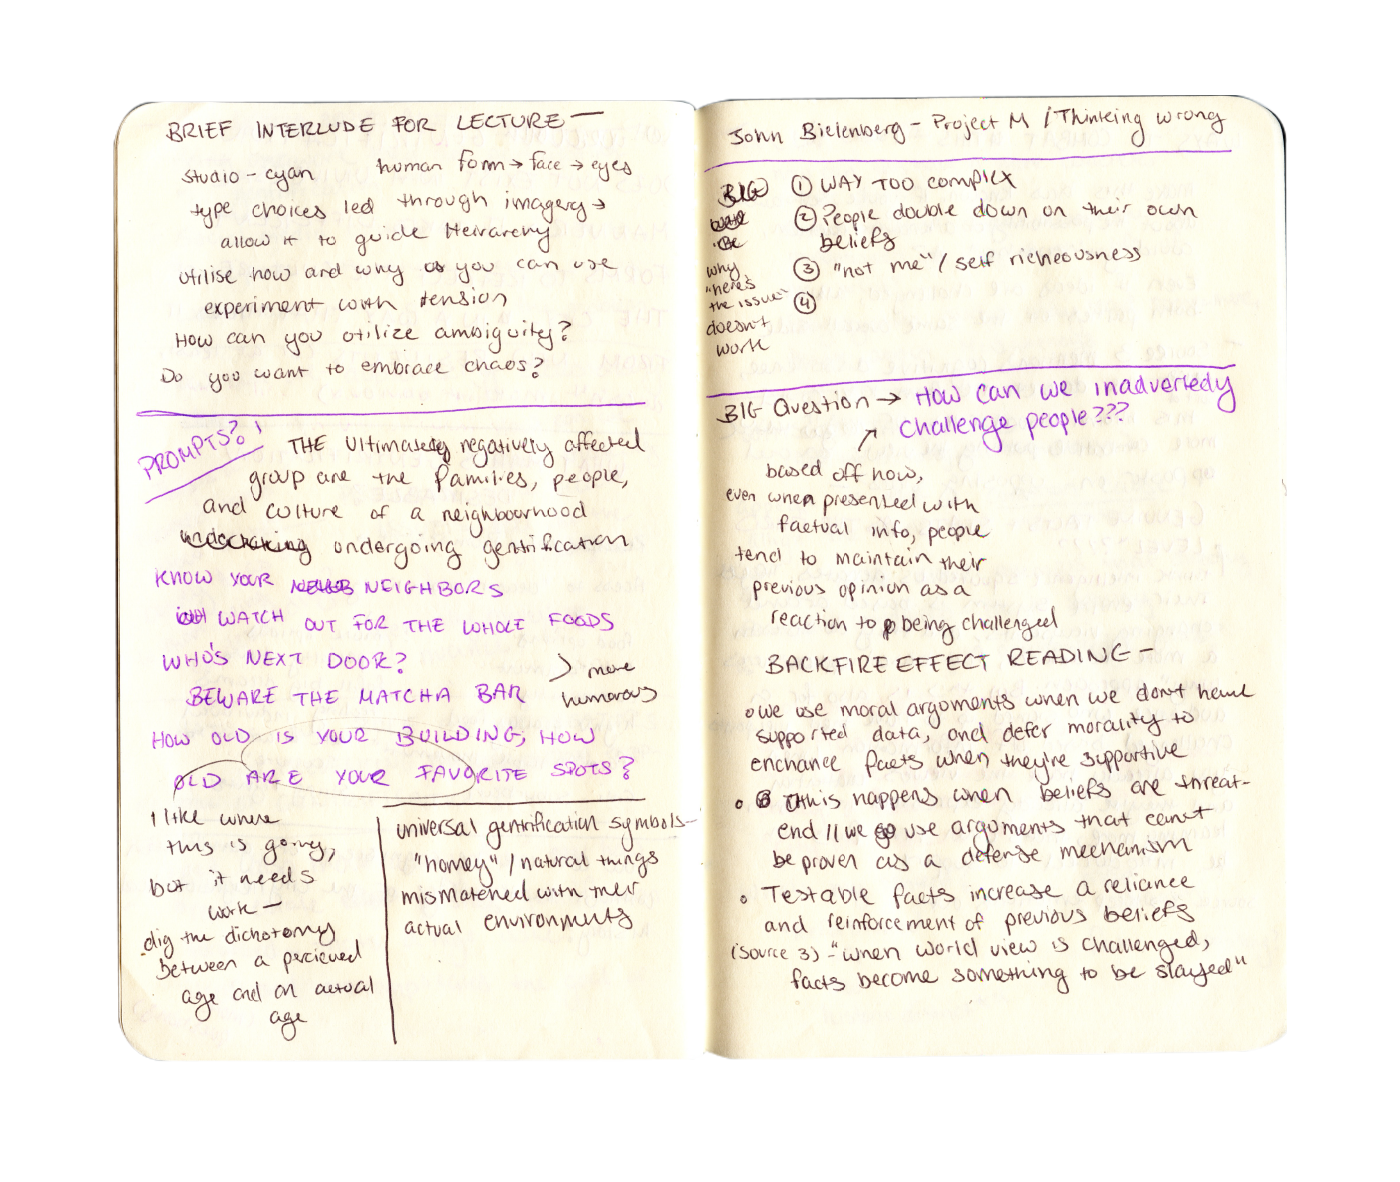 BRIEF INTERLUDE FOR LECTURE —
studio - cyan human form → face → eyes
type choices led through imagery →
allow it to guide Heirarchy
utilise how and why as you can use
experiment with tension
How can you utilize ambiguity?
Do you want to embrace chaos?
PROMPTS?!
THE Ultimately negatively affected
group are the families, people,
and culture of a neighbourhood
undergoing gentrification
KNOW YOUR NEIGHBORS
WATCH OUT FOR THE WHOLE FOODS
WHO'S NEXT DOOR?
BEWARE THE MATCHA BAR
> more
humorous
HOW OLD IS YOUR BUILDING, HOW
OLD ARE YOUR FAVORITE SPOTS?
I like where
this is going,
but it needs
work —
dig the dichotomy
between a percieved
age and an actual
age
universal gentrification symbols -
"homey" / natural things
mismatched with their
actual environments
John Bielenberg - Project M / Thinking wrong
BIG
why
"here's
the issue"
doesn't
work
① WAY TOO complex
② People double down on their own
beliefs
③ "not me" / self richeousness
④
BIG Question → How can we inadvertedly
challenge people???
↗
based off how,
even when presented with
factual info, people
tend to maintain their
previous opinion as a
reaction to being challenged
BACKFIRE EFFECT READING -
• we use moral arguments when we don't have
supported data, and defer morality to
enchance facts when they're supportive
• this happens when beliefs are threat-
end // we use arguments that cannot
be proven as a defense mechanism
• Testable facts increase a reliance
and reinforcement of previous beliefs
(source 3) - "when world view is challenged,
facts become something to be slayed"